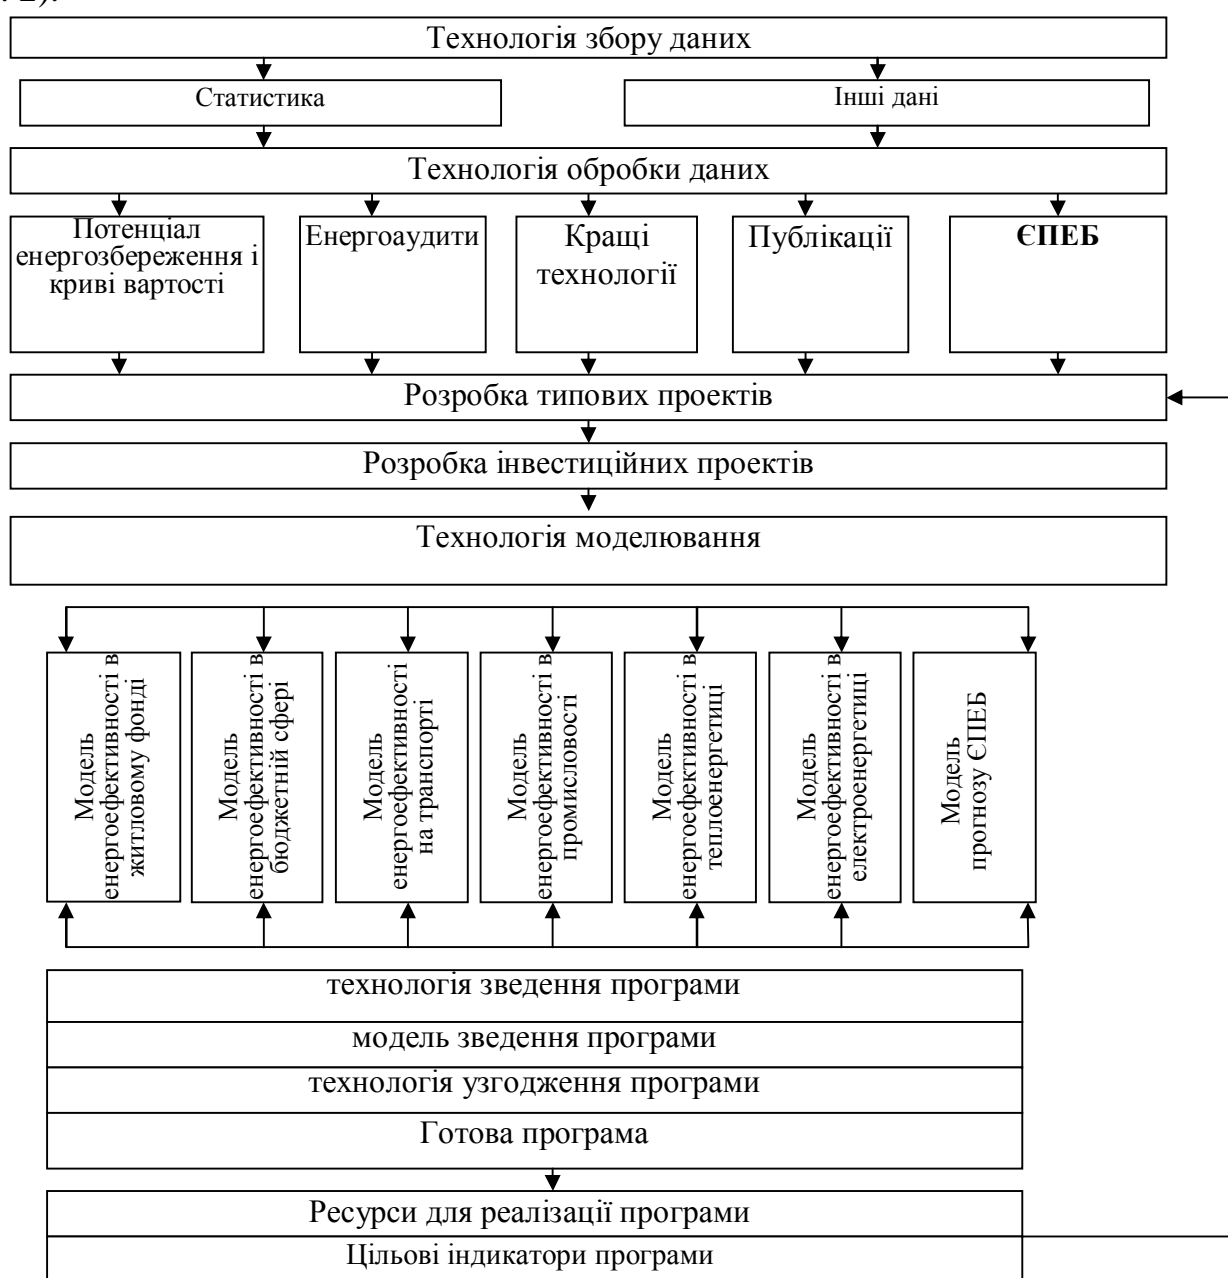 . 2).
Технологія збору даних
Статистика
Інші дані
Технологія обробки даних
Потенціал
енергозбереження і
криві вартості
Енергоаудити
Кращі
технології
Публікації
ЄПЕБ
Розробка типових проектів
Розробка інвестиційних проектів
Технологія моделювання
Модель
енергоефективності в
житловому фонді
Модель
енергоефективності в
бюджетній сфері
Модель
енергоефективності
на транспорті
Модель
енергоефективності в
промисловості
Модель
енергоефективності в
теплоенергетиці
Модель
енергоефективності в
електроенергетиці
Модель
прогнозу ЄПЕБ
технологія зведення програми
модель зведення програми
технологія узгодження програми
Готова програма
Ресурси для реалізації програми
Цільові індикатори програми